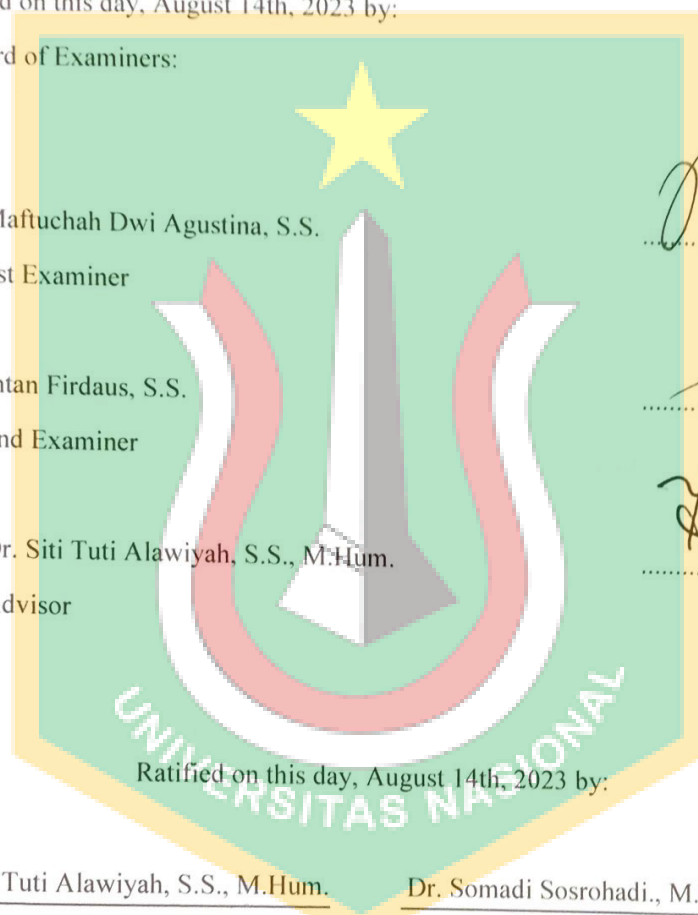 d on this day, August 14th, 2023 by:
rd of Examiners:
Maftuchah Dwi Agustina, S.S.
st Examiner
ntan Firdaus, S.S.
nd Examiner
Dr. Siti Tuti Alawiyah, S.S., M.Hum.
dvisor
UNIVERSITAS NASIONAL
Ratified on this day, August 14th, 2023 by:
Tuti Alawiyah, S.S., M.Hum. Dr. Somadi Sosrohadi., M.